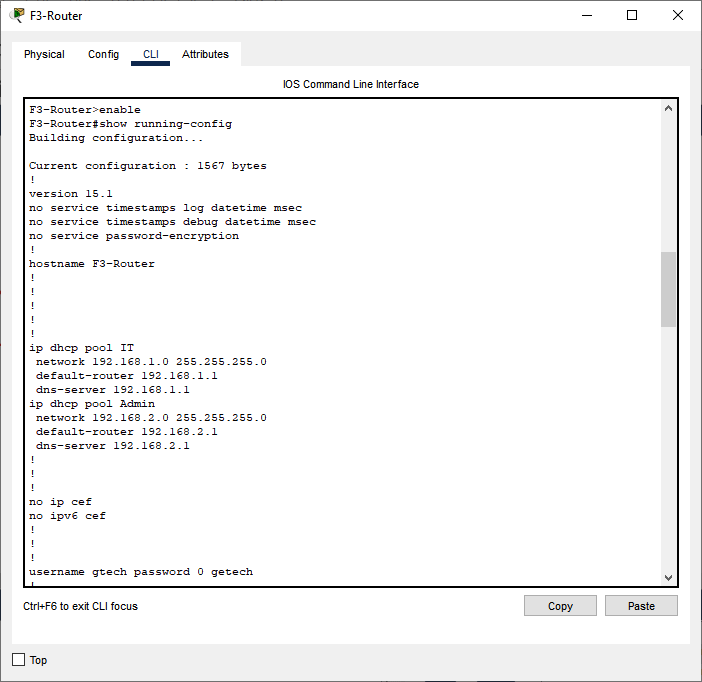 F3-Router
Physical Config CLI Attributes
IOS Command Line Interface
F3-Router>enable
F3-Router#show running-config
Building configuration...
Current configuration : 1567 bytes
!
version 15.1
no service timestamps log datetime msec
no service timestamps debug datetime msec
no service password-encryption
!
hostname F3-Router
!
!
!
!
!
ip dhcp pool IT
network 192.168.1.0 255.255.255.0
default-router 192.168.1.1
dns-server 192.168.1.1
ip dhcp pool Admin
network 192.168.2.0 255.255.255.0
default-router 192.168.2.1
dns-server 192.168.2.1
!
!
!
no ip cef
no ipv6 cef
!
!
!
username gtech password 0 getech
!
Ctrl+F6 to exit CLI focus
Copy Paste
Top